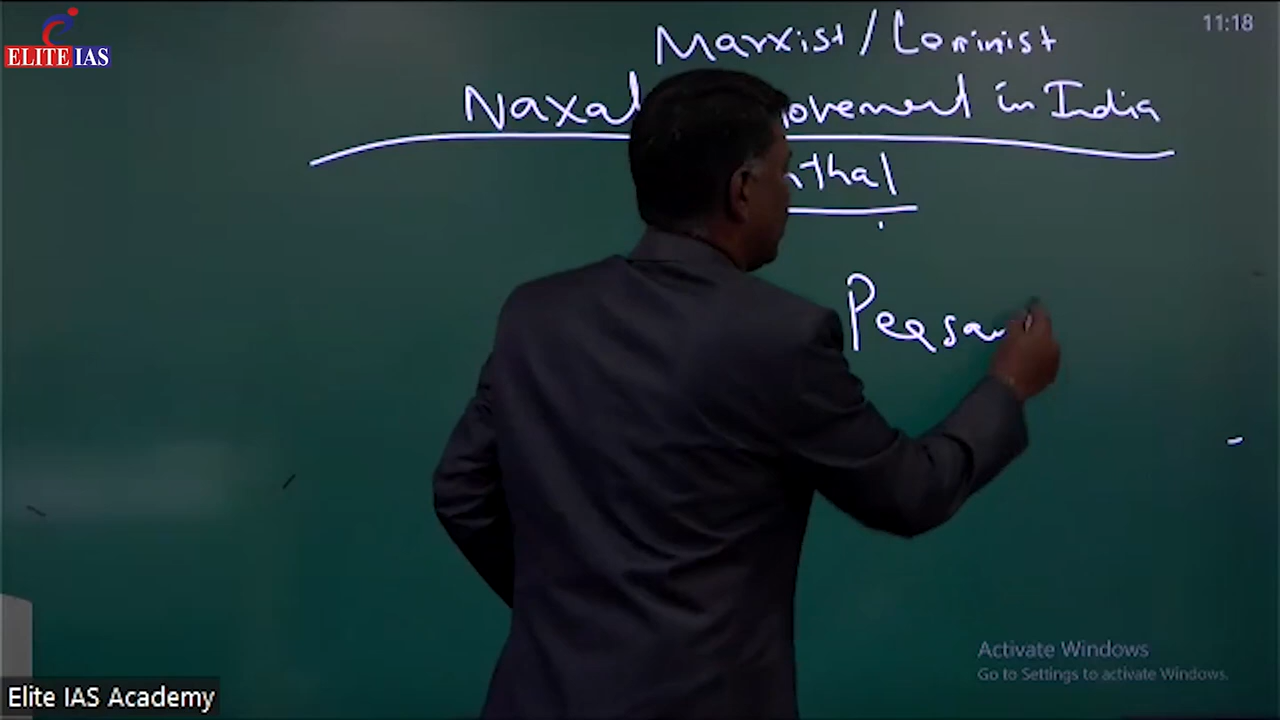 11:18
ELITE IAS
Marxist / Leninist
Naxal ovement in India
nthal
Peasan
Activate Windows
Go to Settings to activate Windows.
Elite IAS Academy